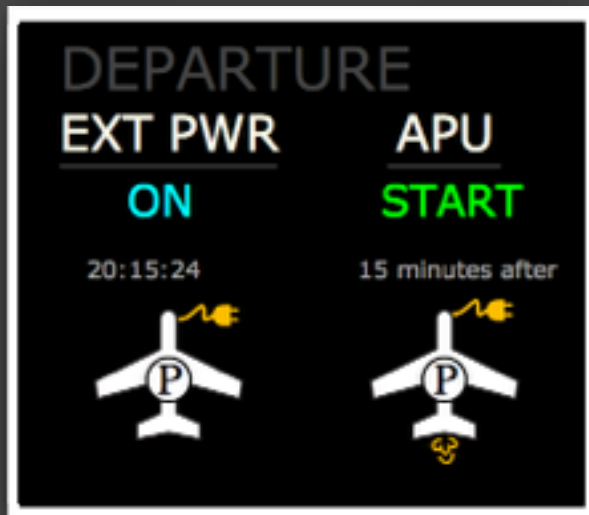 DEPARTURE
EXT PWR APU
ON START
20:15:24 15 minutes after
P P